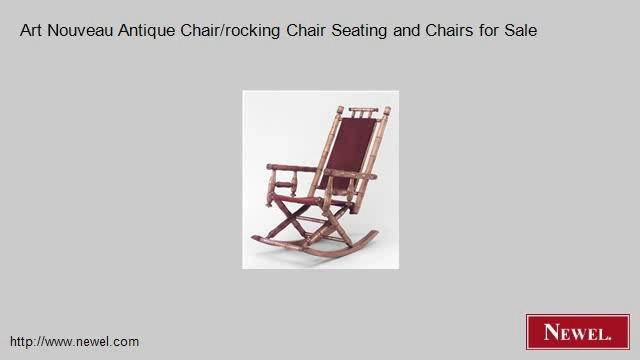 Art Nouveau Antique Chair/rocking Chair Seating and Chairs for Sale
http://www.newel.com
NEWEL.